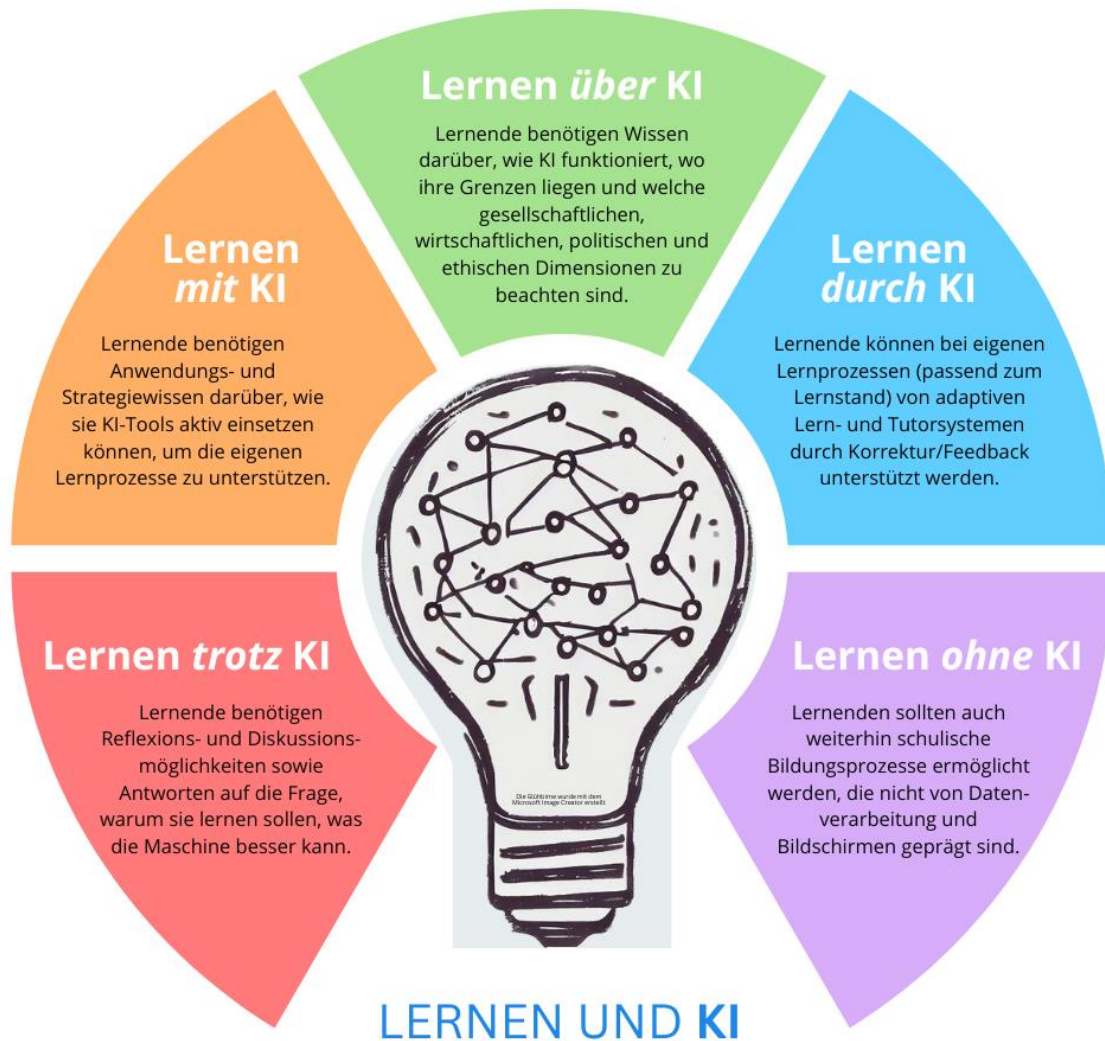 Lernen über KI
Lernende benötigen Wissen
darüber, wie KI funktioniert, wo
ihre Grenzen liegen und welche
gesellschaftlichen,
wirtschaftlichen, politischen und
ethischen Dimensionen zu
beachten sind.
Lernen
mit KI
Lernende benötigen
Anwendungs- und
Strategiewissen darüber, wie
sie KI-Tools aktiv einsetzen
können, um die eigenen
Lernprozesse zu unterstützen.
Lernen
durch KI
Lernende können bei eigenen
Lernprozessen (passend zum
Lernstand) von adaptiven
Lern- und Tutorsystemen
durch Korrektur/Feedback
unterstützt werden.
Lernen trotz KI
Lernende benötigen
Reflexions- und Diskussions-
möglichkeiten sowie
Antworten auf die Frage,
warum sie lernen sollen, was
die Maschine besser kann.
Lernen ohne KI
Lernenden sollten auch
weiterhin schulische
Bildungsprozesse ermöglicht
werden, die nicht von Daten-
verarbeitung und
Bildschirmen geprägt sind.
Die Glühbirne wurde mit dem
Microsoft Image Creator erstellt
LERNEN UND KI